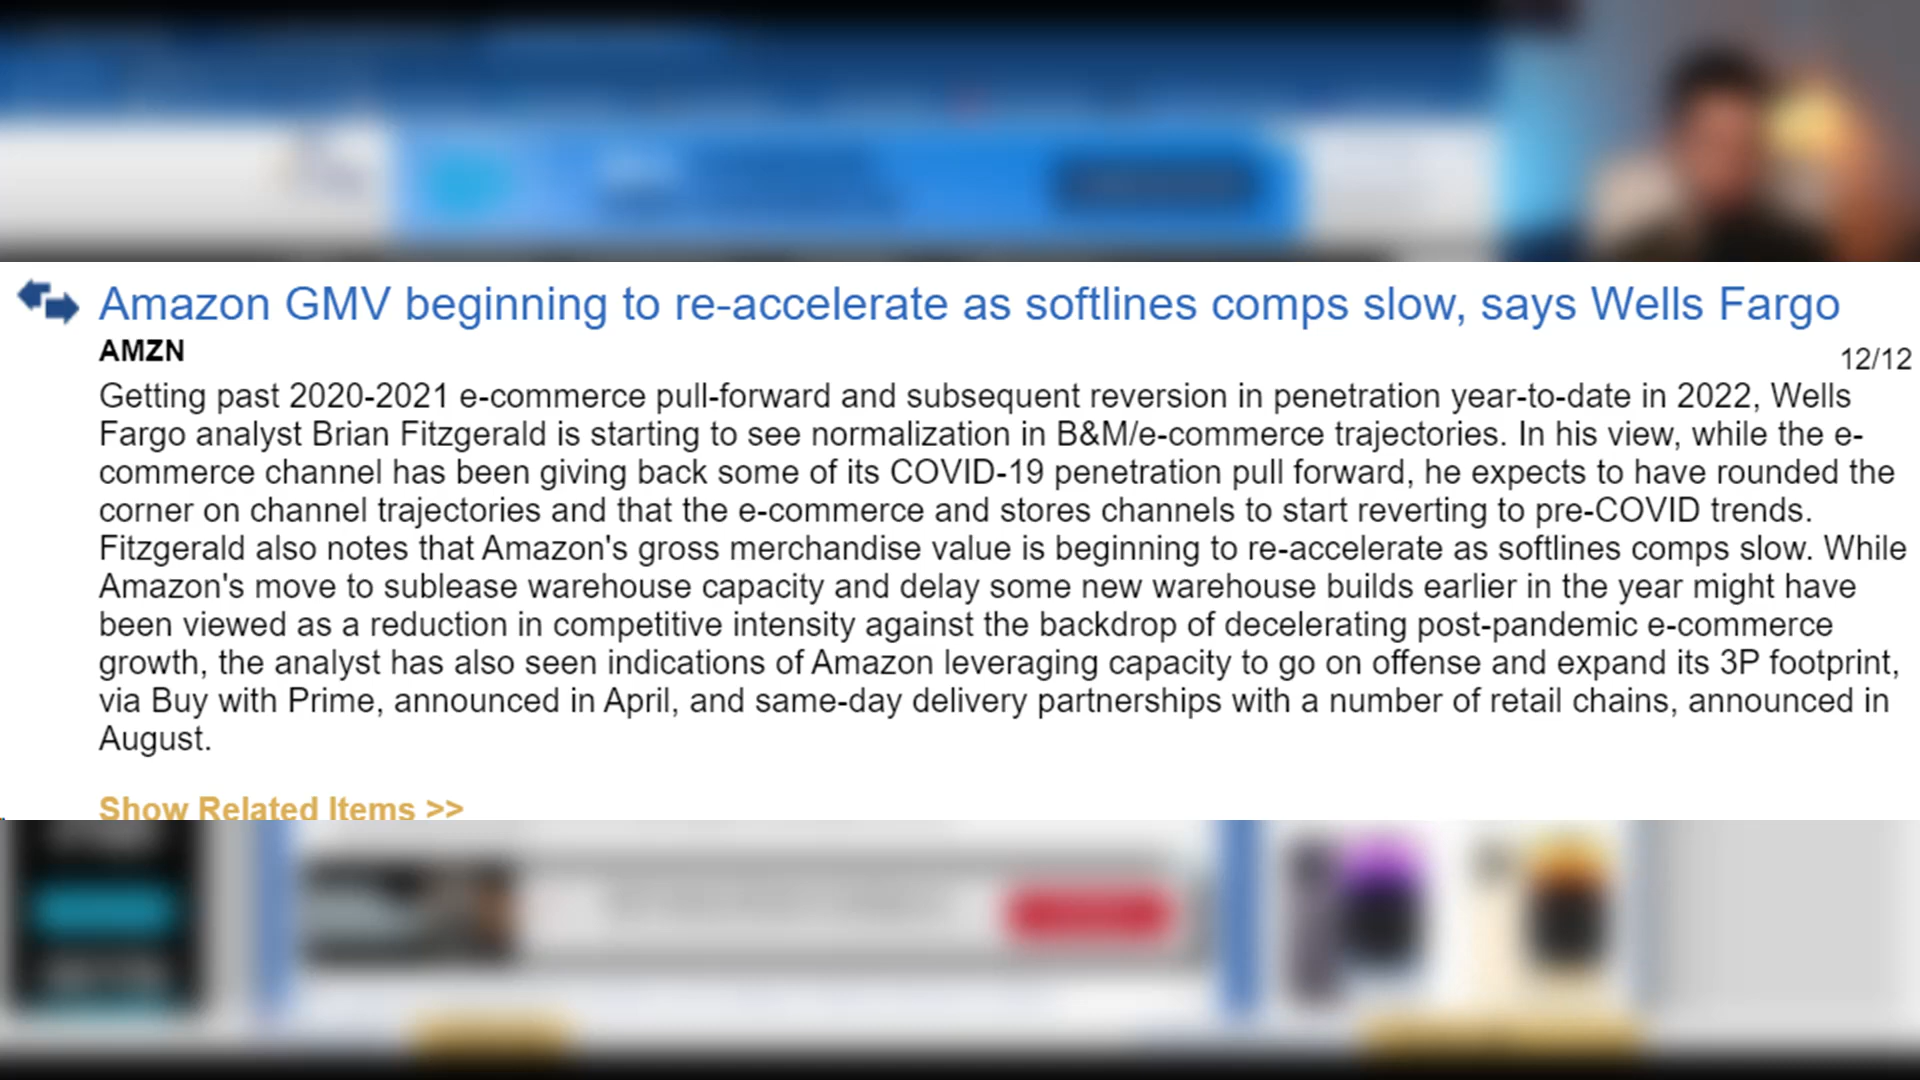 Amazon GMV beginning to re-accelerate as softlines comps slow, says Wells Fargo
AMZN
12/12
Getting past 2020-2021 e-commerce pull-forward and subsequent reversion in penetration year-to-date in 2022, Wells
Fargo analyst Brian Fitzgerald is starting to see normalization in B&M/e-commerce trajectories. In his view, while the e-
commerce channel has been giving back some of its COVID-19 penetration pull forward, he expects to have rounded the
corner on channel trajectories and that the e-commerce and stores channels to start reverting to pre-COVID trends.
Fitzgerald also notes that Amazon's gross merchandise value is beginning to re-accelerate as softlines comps slow. While
Amazon's move to sublease warehouse capacity and delay some new warehouse builds earlier in the year might have
been viewed as a reduction in competitive intensity against the backdrop of decelerating post-pandemic e-commerce
growth, the analyst has also seen indications of Amazon leveraging capacity to go on offense and expand its 3P footprint,
via Buy with Prime, announced in April, and same-day delivery partnerships with a number of retail chains, announced in
August.
Show Related Items >>